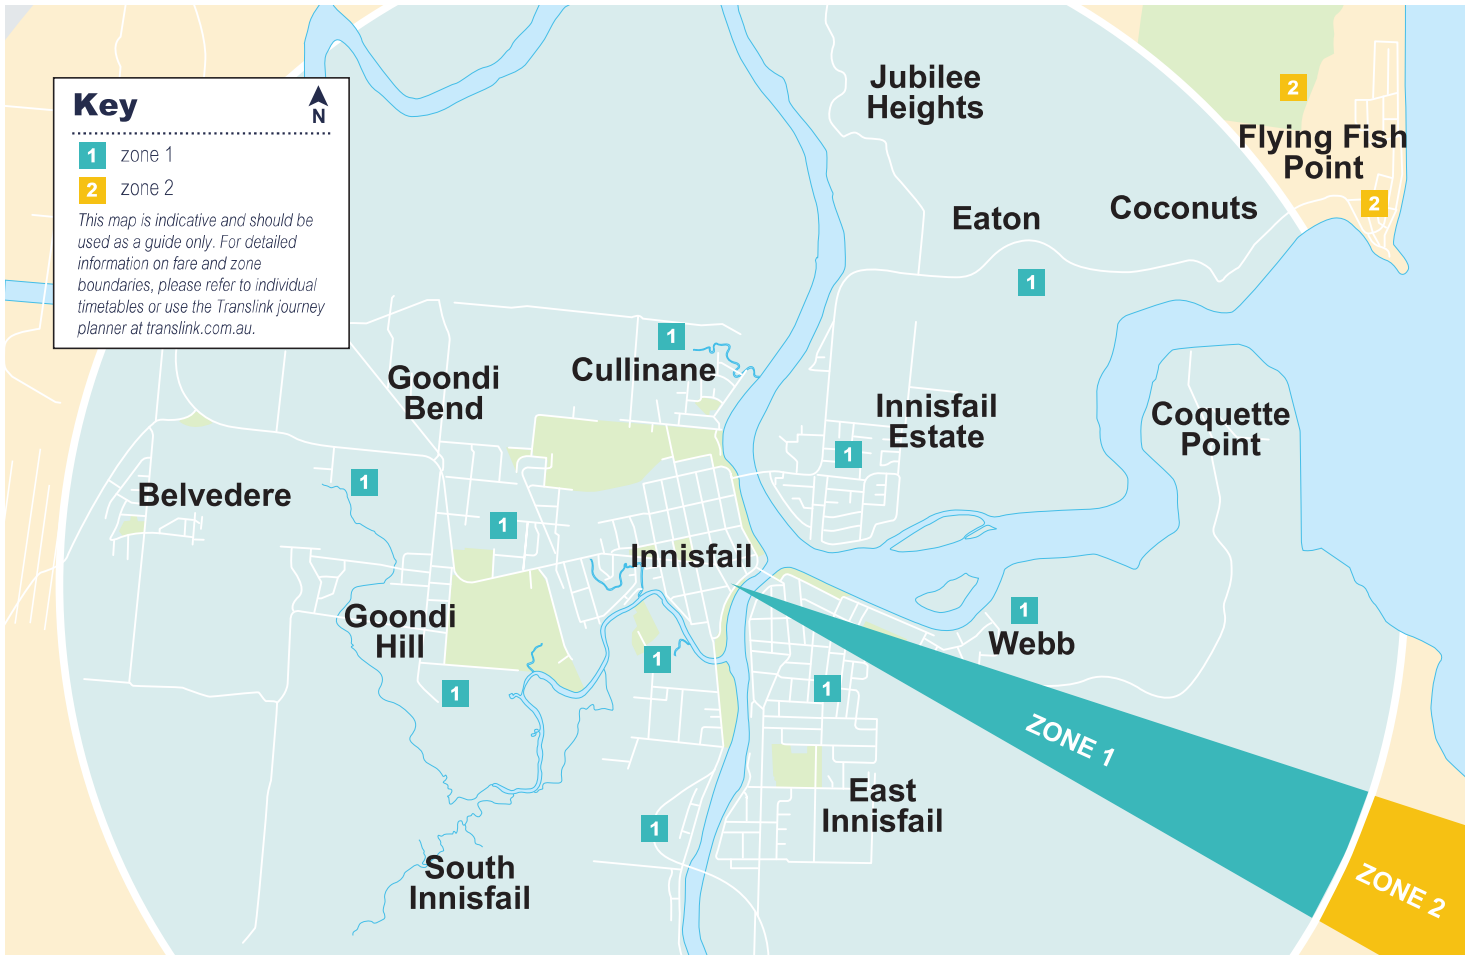 Key
N
1 zone 1
2 zone 2
This map is indicative and should be
used as a guide only. For detailed
information on fare and zone
boundaries, please refer to individual
timetables or use the Translink journey
planner at translink.com.au.
Jubilee
Heights
2
Flying Fish
Point
2
Coconuts
Eaton
1
1
Cullinane
Goondi
Bend
Innisfail
Estate
1
Coquette
Point
1
Belvedere
1
Innisfail
Goondi
Hill
1
1
Webb
1
1
1
ZONE 1
East
Innisfail
1
South
Innisfail
ZONE 2